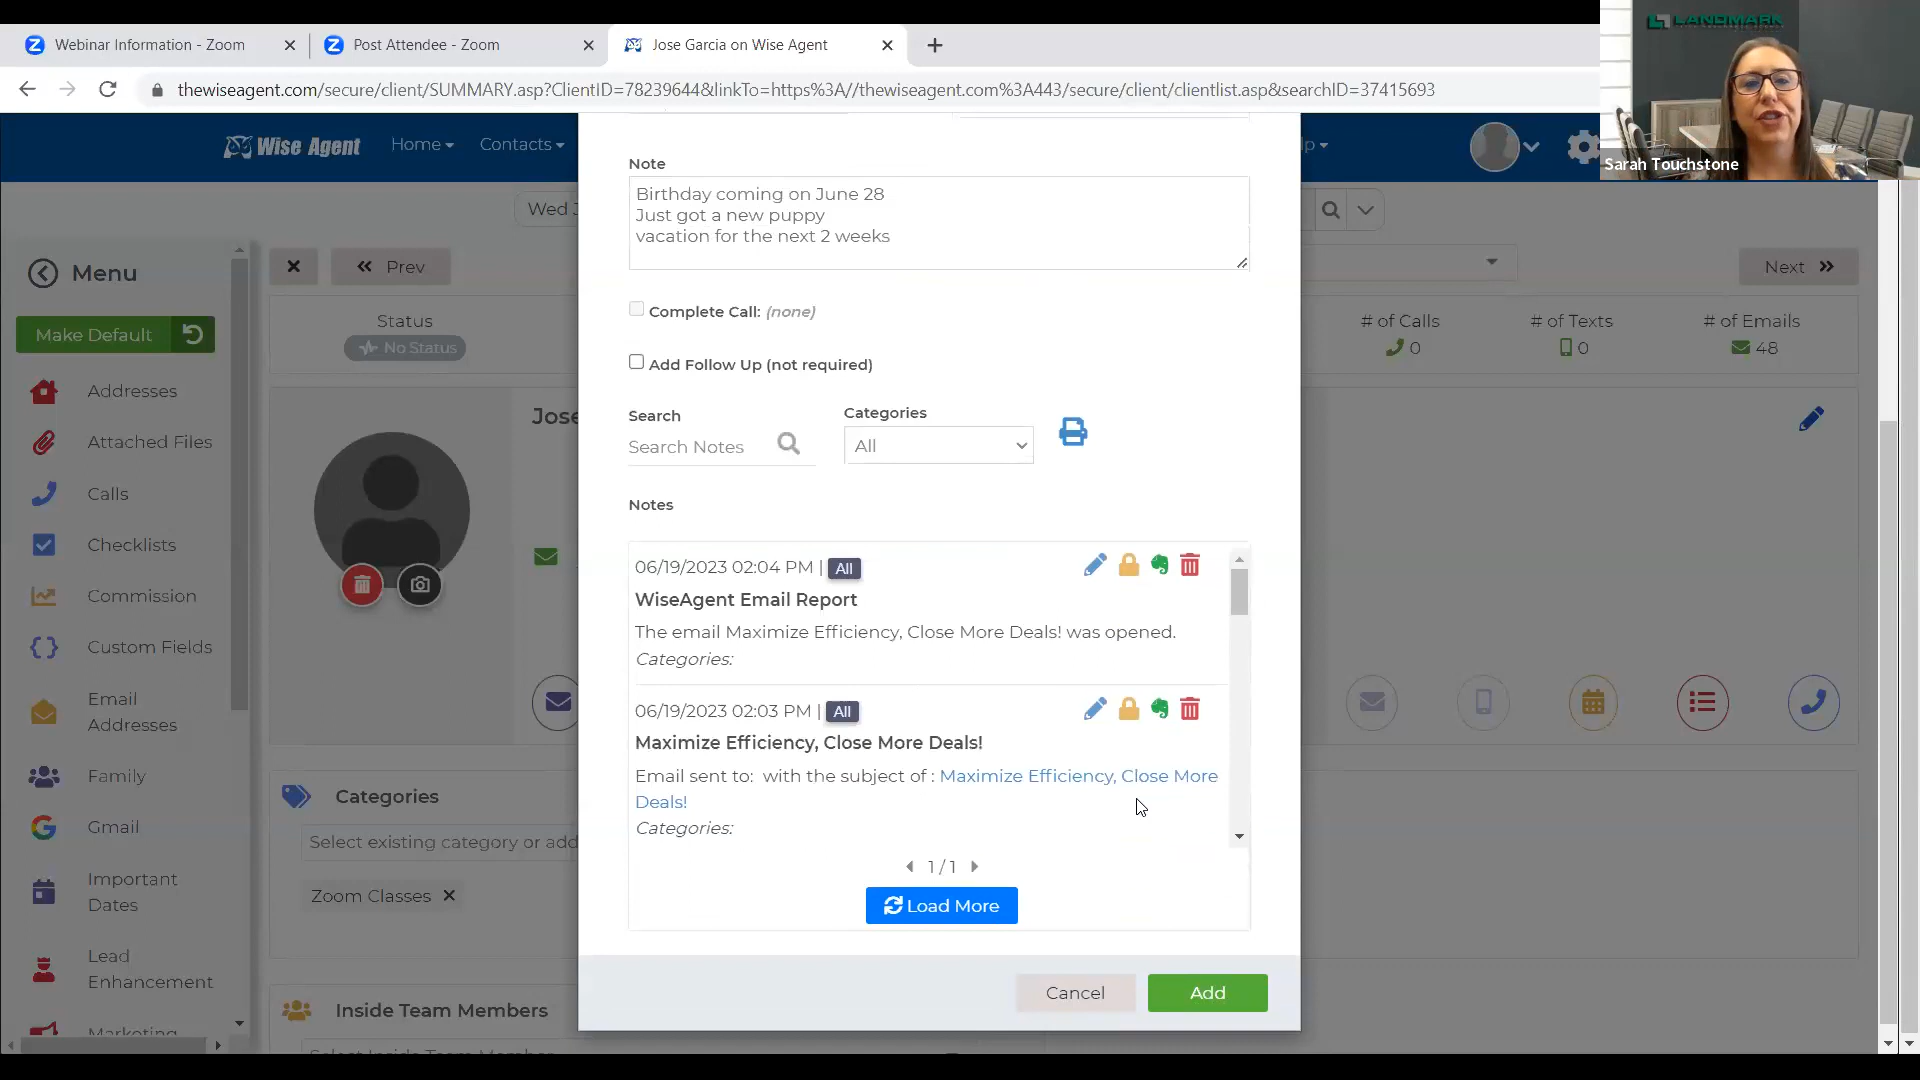 Webinar Information - Zoom
Post Attendee - Zoom
Jose Garcia on Wise Agent
thewiseagent.com/secure/client/SUMMARY.asp?ClientID=78239644&linkTo=https%3A//thewiseagent.com%3A443/secure/client/clientlist.asp&searchID=37415693
LANDMARK
Sarah Touchstone
Wise Agent
Home
Contacts
lp
Wed J
Menu
Make Default
Addresses
Attached Files
Calls
Checklists
Commission
Custom Fields
Email
Addresses
Family
Gmail
Important
Dates
Lead
Enhancement
Marketing
Prev
Next
Status
No Status
# of Calls
0
# of Texts
0
# of Emails
48
Jose
Categories
Select existing category or add
Zoom Classes
Inside Team Members
Select Inside Team Member
Note
Birthday coming on June 28
Just got a new puppy
vacation for the next 2 weeks
Complete Call: (none)
Add Follow Up (not required)
Search
Search Notes
Categories
All
Notes
06/19/2023 02:04 PM | All
WiseAgent Email Report
The email Maximize Efficiency, Close More Deals! was opened.
Categories:
06/19/2023 02:03 PM | All
Maximize Efficiency, Close More Deals!
Email sent to: with the subject of : Maximize Efficiency, Close More
Deals!
Categories:
1 / 1
Load More
Cancel
Add